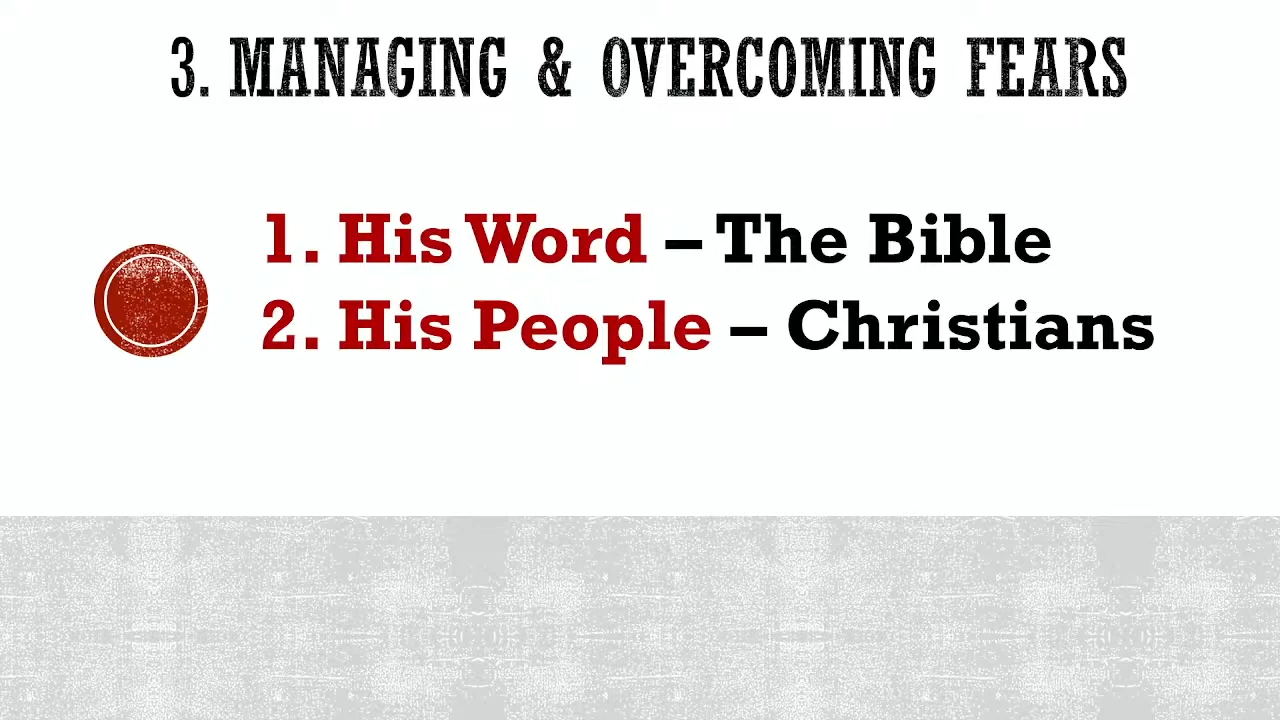 3. MANAGING & OVERCOMING FEARS
1. His Word – The Bible
2. His People – Christians